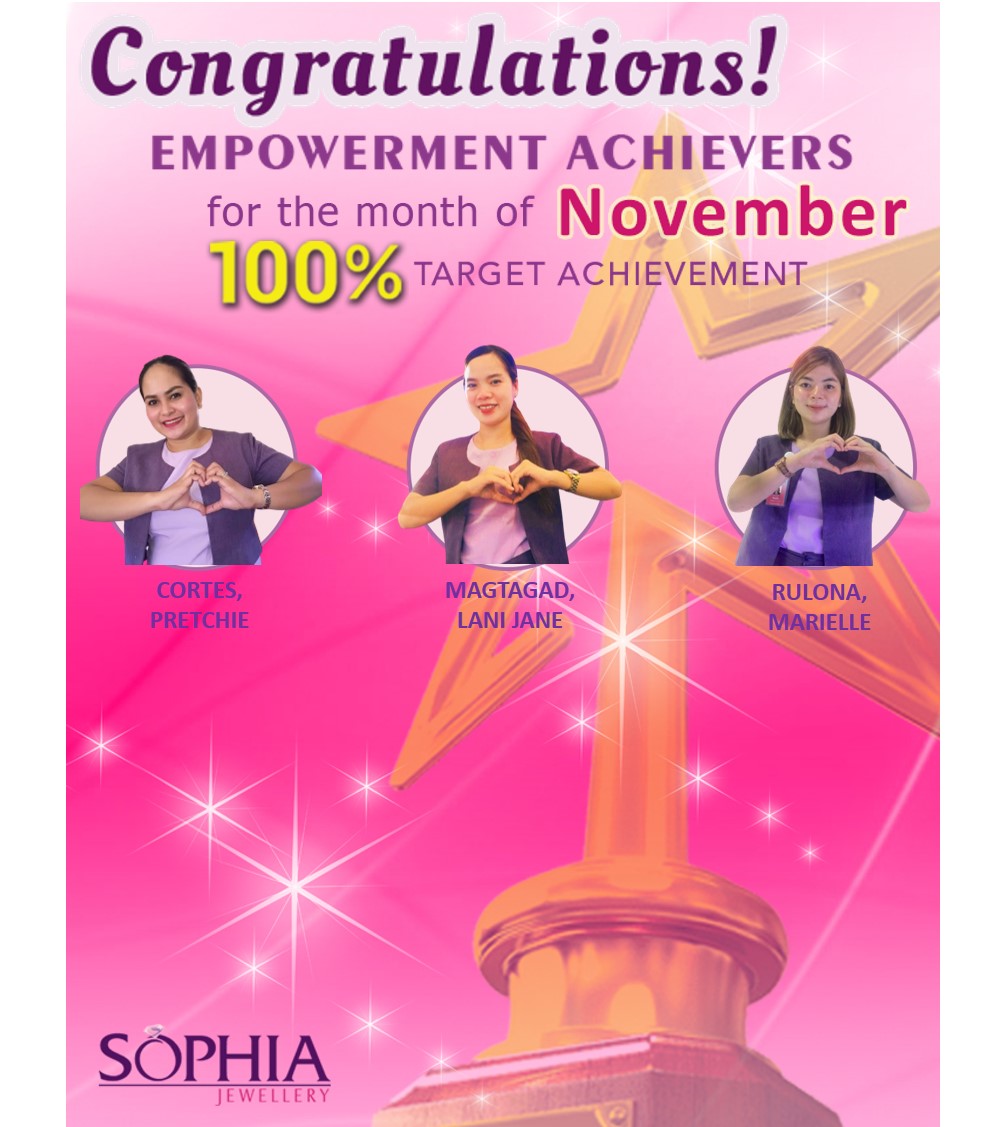 Congratulations!
EMPOWERMENT ACHIEVERS
for the month of November
100% TARGET ACHIEVEMENT
CORTES,
PRETCHIE
MAGTAGAD,
LANI JANE
RULONA,
MARIELLE
SOPHIA
JEWELLERY